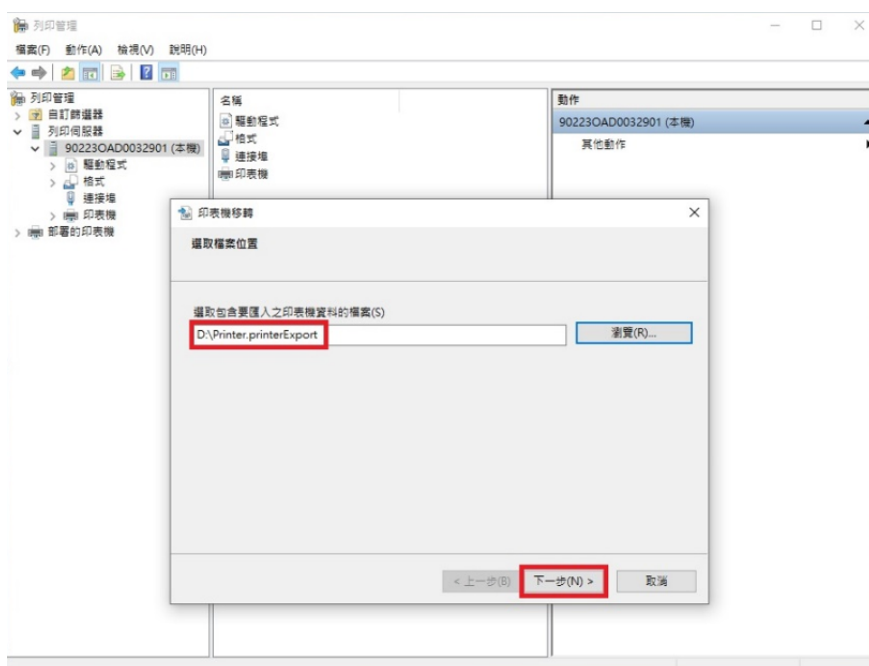 列印管理
檔案(F) 動作(A) 檢視(V) 說明(H)
列印管理
自訂篩選器
列印伺服器
90223OAD0032901 (本機)
驅動程式
格式
連接埠
印表機
部署的印表機
名稱
驅動程式
格式
連接埠
印表機
動作
90223OAD0032901 (本機)
其他動作
印表機移轉
選取檔案位置
選取包含要匯入之印表機資料的檔案(S)
D:\Printer.printerExport
瀏覽(R)...
< 上一步(B)
下一步(N) >
取消